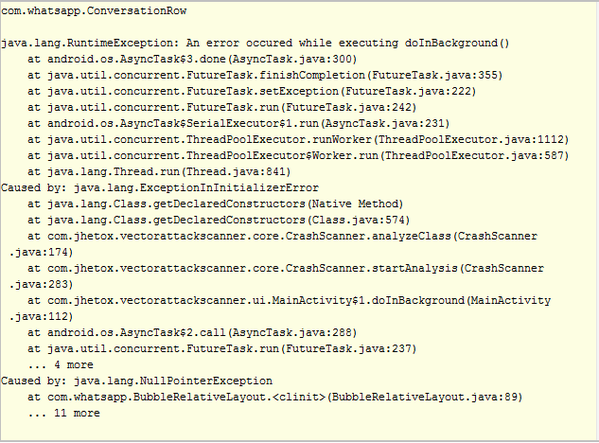 com.whatsapp.ConversationRow
java.lang.RuntimeException: An error occured while executing doInBackground()
at android.os.AsyncTask$3.done(AsyncTask.java:300)
at java.util.concurrent.FutureTask.finishCompletion(FutureTask.java:355)
at java.util.concurrent.FutureTask.setException(FutureTask.java:222)
at java.util.concurrent.FutureTask.run(FutureTask.java:242)
at android.os.AsyncTask$SerialExecutor$1.run(AsyncTask.java:231)
at java.util.concurrent.ThreadPoolExecutor.runWorker(ThreadPoolExecutor.java:1112)
at java.util.concurrent.ThreadPoolExecutor$Worker.run(ThreadPoolExecutor.java:587)
at java.lang.Thread.run(Thread.java:841)
Caused by: java.lang.ExceptionInInitializerError
at java.lang.Class.getDeclaredConstructors(Native Method)
at java.lang.Class.getDeclaredConstructors(Class.java:574)
at com.jhetox.vectorattackscanner.core.CrashScanner.analyzeClass(CrashScanner
.java:174)
at com.jhetox.vectorattackscanner.core.CrashScanner.startAnalysis(CrashScanner
.java:283)
at com.jhetox.vectorattackscanner.ui.MainActivity$1.doInBackground(MainActivity
.java:112)
at android.os.AsyncTask$2.call(AsyncTask.java:288)
at java.util.concurrent.FutureTask.run(FutureTask.java:237)
... 4 more
Caused by: java.lang.NullPointerException
at com.whatsapp.BubbleRelativeLayout.<clinit>(BubbleRelativeLayout.java:89)
... 11 more